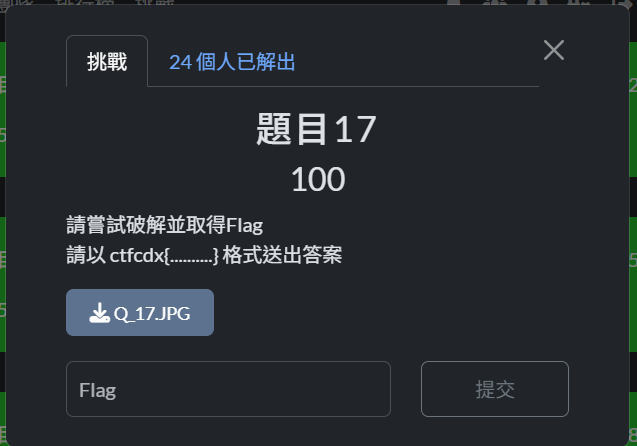 挑戰
24 個人已解出
題目17
100
請嘗試破解並取得Flag
請以 ctfcdx{..........} 格式送出答案
Q_17.JPG
Flag
提交